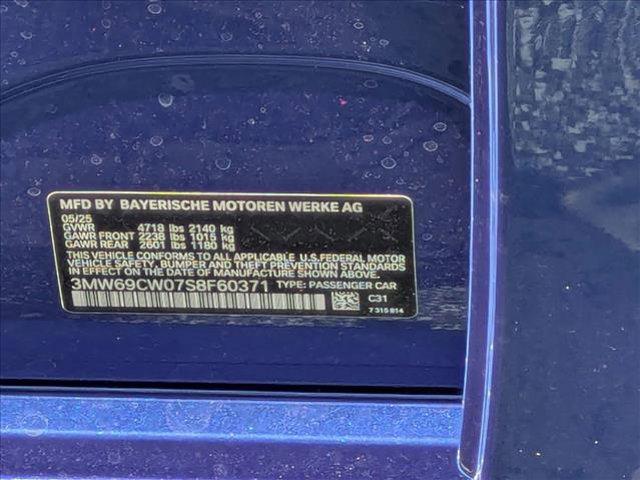 MFD BY BAYERISCHE MOTOREN WERKE AG
05/25
GVWR 4718 lbs 2140 kg
GAWR FRONT 2238 lbs 1015 kg
GAWR REAR 2601 lbs 1180 kg
THIS VEHICLE CONFORMS TO ALL APPLICABLE U.S.FEDERAL MOTOR
VEHICLE SAFETY, BUMPER AND THEFT PREVENTION STANDARDS
IN EFFECT ON THE DATE OF MANUFACTURE SHOWN ABOVE.
3MW69CW07S8F60371 TYPE: PASSENGER CAR
C31
7 315 814